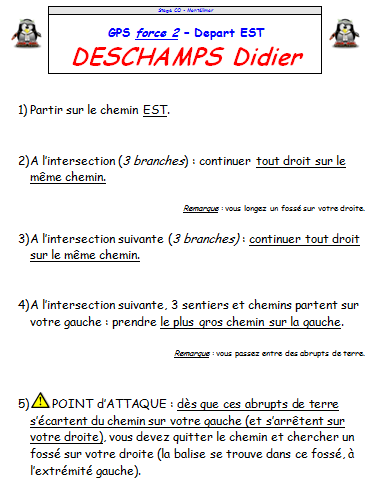 Stage CO – Montélimar
GPS force 2 – Depart EST
DESCHAMPS Didier
1) Partir sur le chemin EST.
2) A l’intersection (3 branches) : continuer tout droit sur le
même chemin.
Remarque : vous longez un fossé sur votre droite.
3) A l’intersection suivante (3 branches) : continuer tout droit
sur le même chemin.
4) A l’intersection suivante, 3 sentiers et chemins partent sur
votre gauche : prendre le plus gros chemin sur la gauche.
Remarque : vous passez entre des abrupts de terre.
5) POINT d’ATTAQUE : dès que ces abrupts de terre
s’écartent du chemin sur votre gauche (et s’arrêtent sur
votre droite), vous devez quitter le chemin et chercher un
fossé sur votre droite (la balise se trouve dans ce fossé, à
l’extrémité gauche).